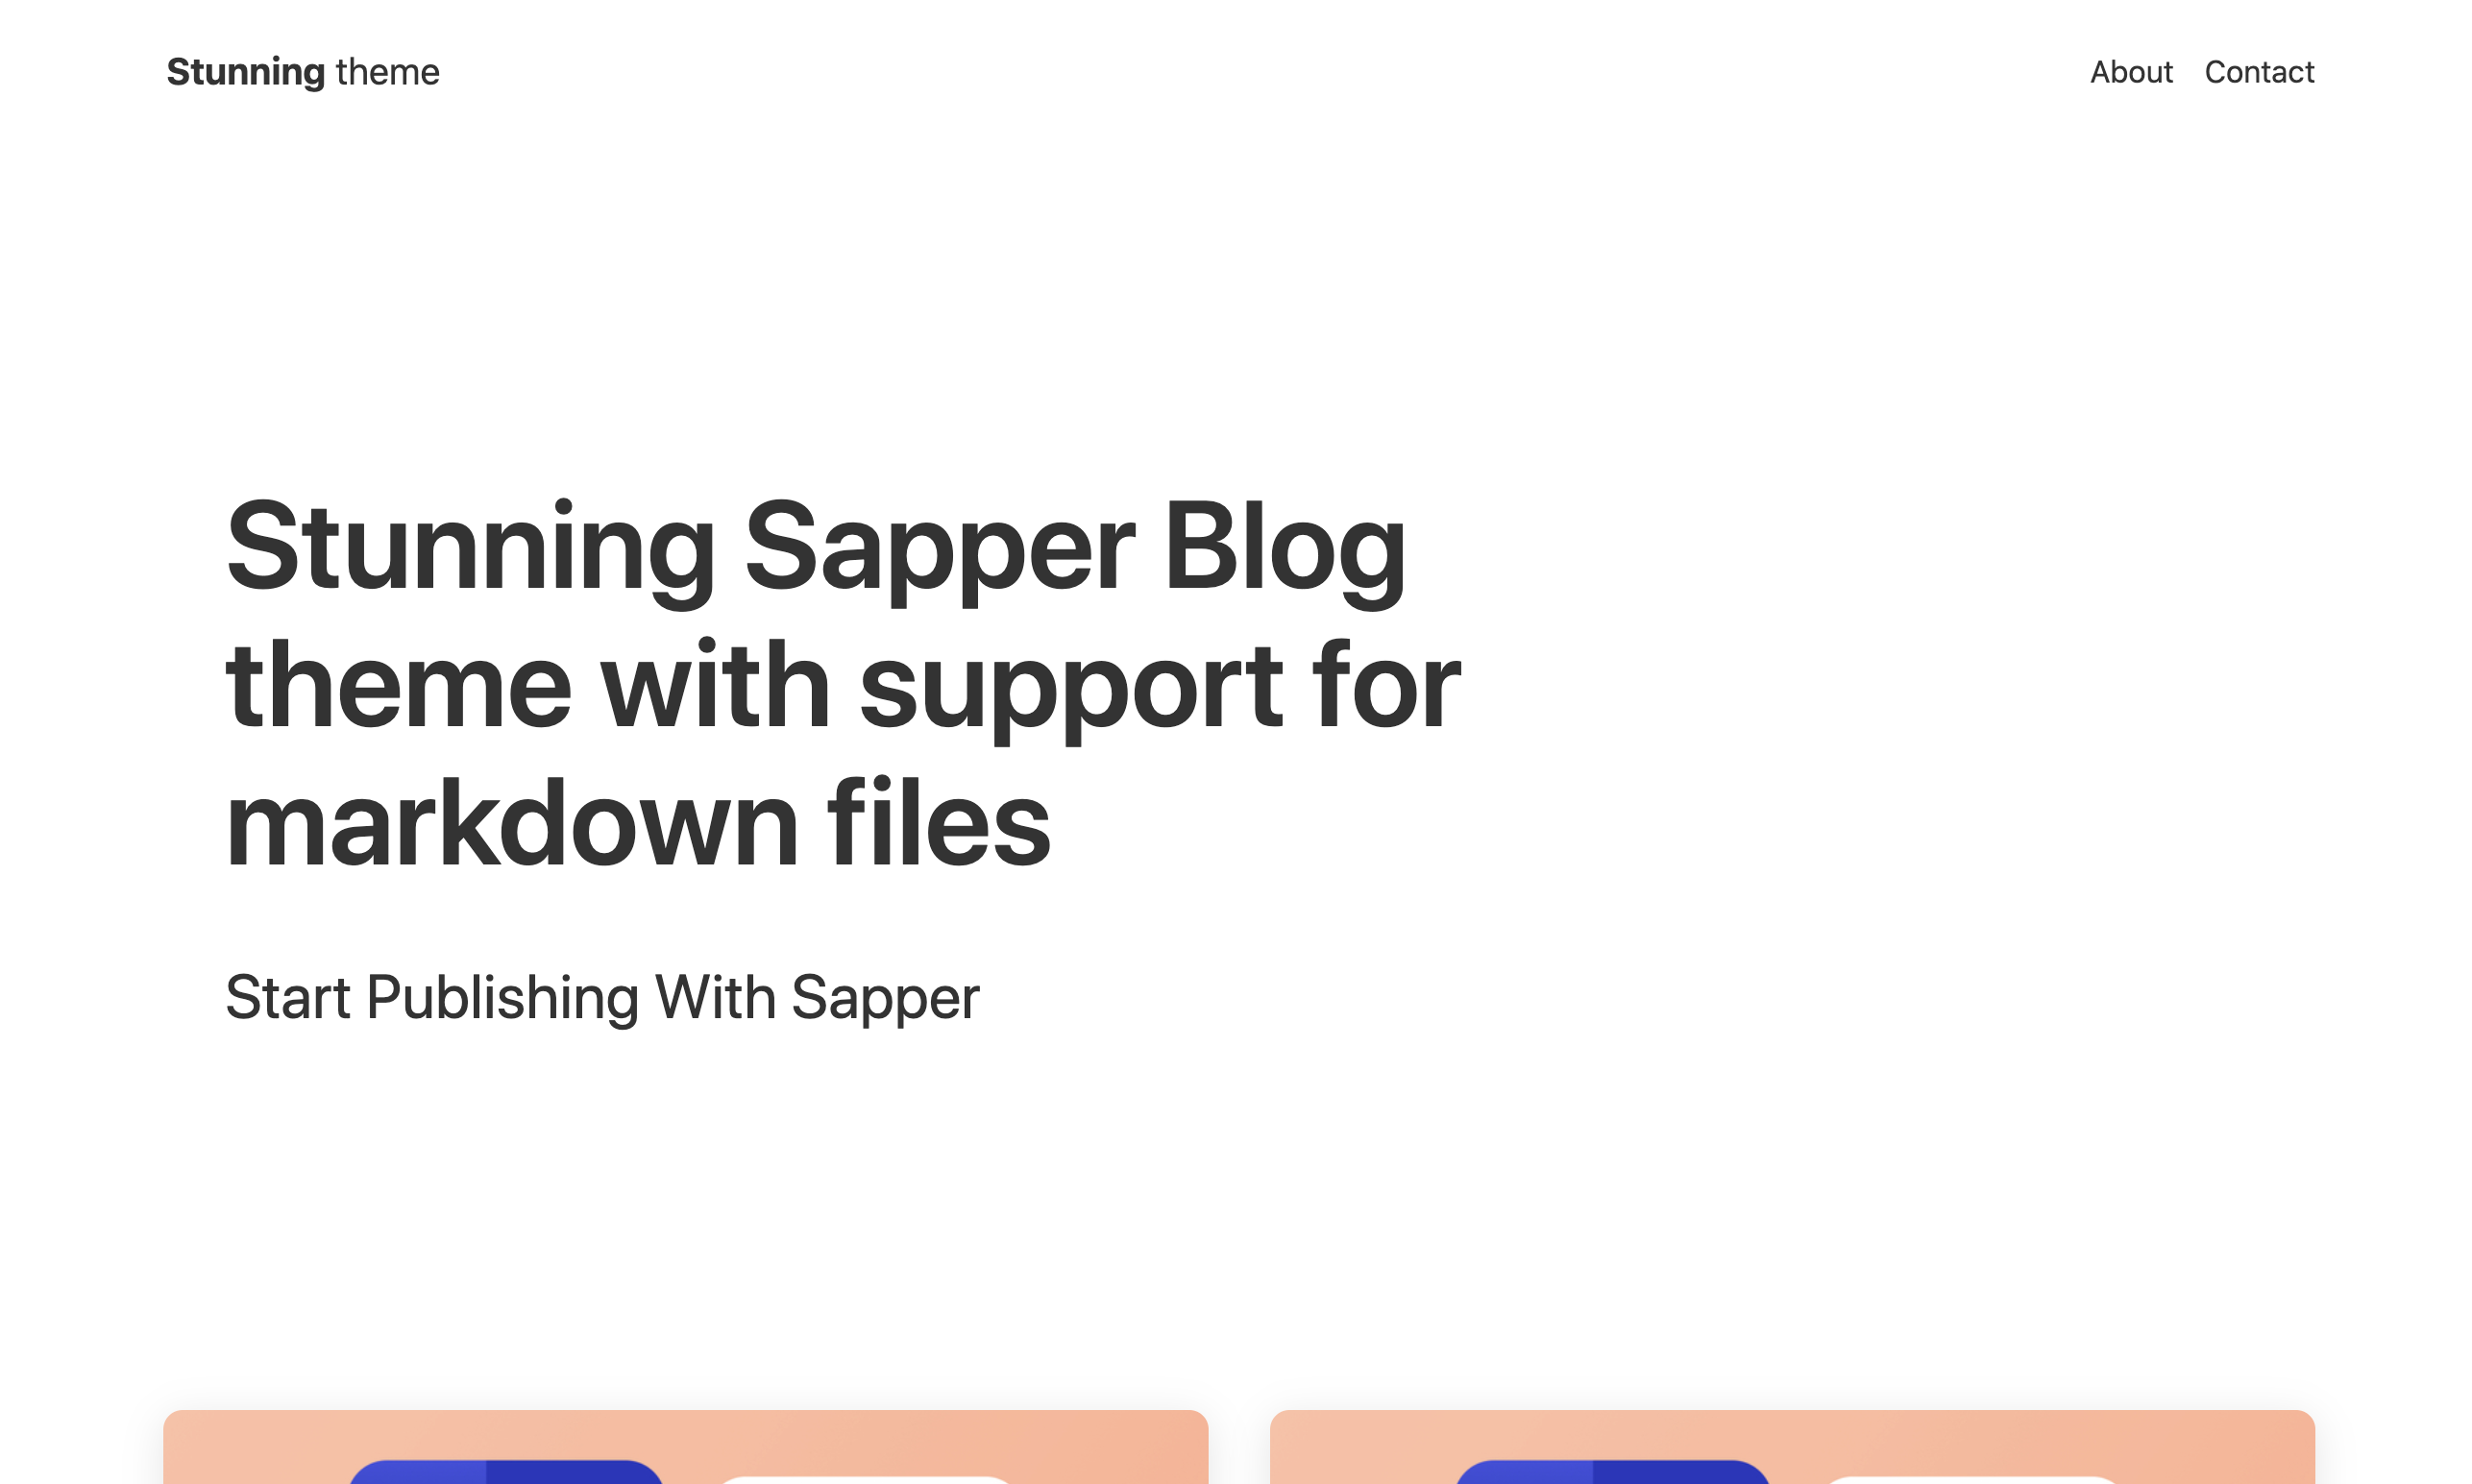 Stunning theme
About Contact
Stunning Sapper Blog
theme with support for
markdown files
Start Publishing With Sapper